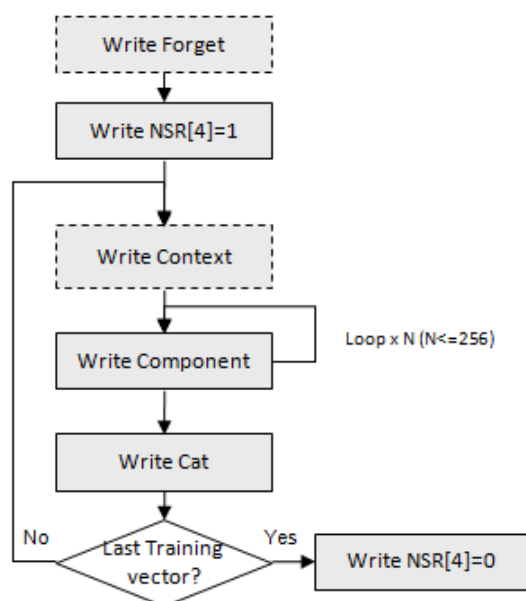 Write Forget
Write NSR[4]=1
Write Context
Write Component
Loop x N (N<=256)
Write Cat
No
Last Training
vector?
Yes
Write NSR[4]=0